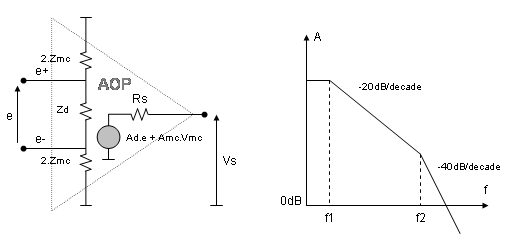 2.Zmc
e+
AOP
Rs
e
Zd
Ad.e + Amc.Vmc
e-
2.Zmc
Vs
A
-20dB/decade
-40dB/decade
f
0dB
f1
f2